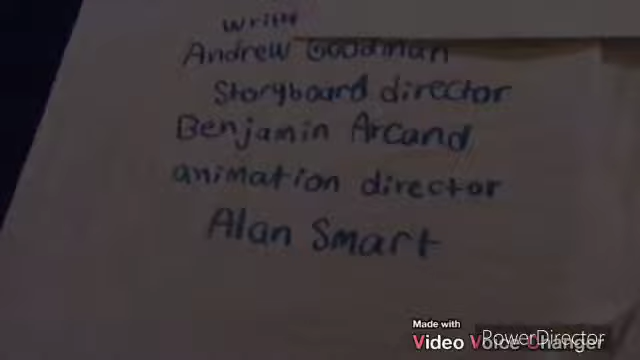 Andrew Goodman
Storyboard director
Benjamin Arcand
animation director
Alan Smart
Made with
PowerDirector
Video Voice Changer